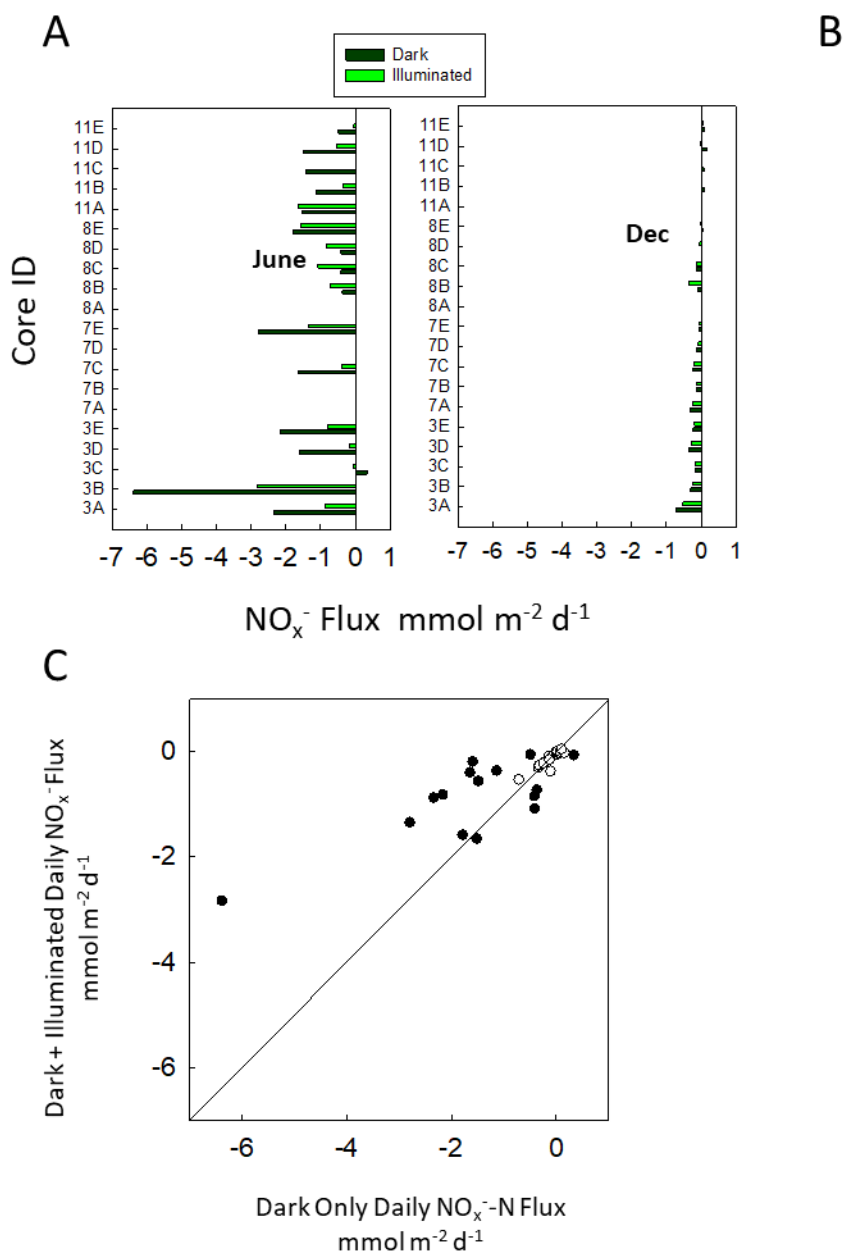 A
B
Dark
Illuminated
11E
11D
11C
11B
11A
8E
8D
8C
8B
8A
7E
7D
7C
7B
7A
3E
3D
3C
3B
3A
June
Core ID
-7 -6 -5 -4 -3 -2 -1 0 1
11E
11D
11C
11B
11A
8E
8D
8C
8B
8A
7E
7D
7C
7B
7A
3E
3D
3C
3B
3A
Dec
-7 -6 -5 -4 -3 -2 -1 0 1
NOₓ⁻ Flux mmol m⁻² d⁻¹
C
Dark + Illuminated Daily NOₓ⁻ Flux
mmol m⁻² d⁻¹
0
-2
-4
-6
-6 -4 -2 0
Dark Only Daily NOₓ⁻-N Flux
mmol m⁻² d⁻¹